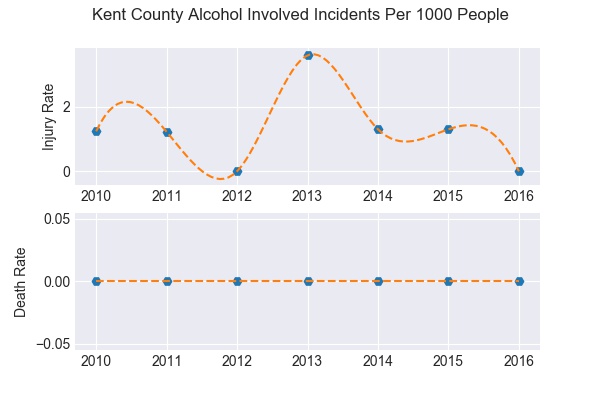 Kent County Alcohol Involved Incidents Per 1000 People
Injury Rate
2
0
2010 2011 2012 2013 2014 2015 2016
Death Rate
0.05
0.00
−0.05
2010 2011 2012 2013 2014 2015 2016